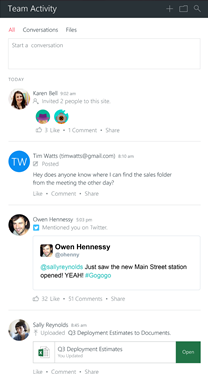 Team Activity
All Conversations Files
Start a conversation
TODAY
Karen Bell 9:02 am
Invited 2 people to this site.
3 Like • 1 Comment • Share
TW
Tim Watts (timwatts@gmail.com) 8:10 am
Posted
Hey does anyone know where I can find the sales folder
from the meeting the other day?
Like • Comment • Share
Owen Hennessy 5:03 pm
Mentioned you on Twitter.
Owen Hennessy
@ohenny
@sallyreynolds Just saw the new Main Street station
opened! YEAH! #Gogogo
32 Like • 51 Comments • Share
Sally Reynolds 8:45 am
Uploaded Q3 Deployment Estimates to Documents.
Q3 Deployment Estimates
You Updated
Open
Like • Comment • Share